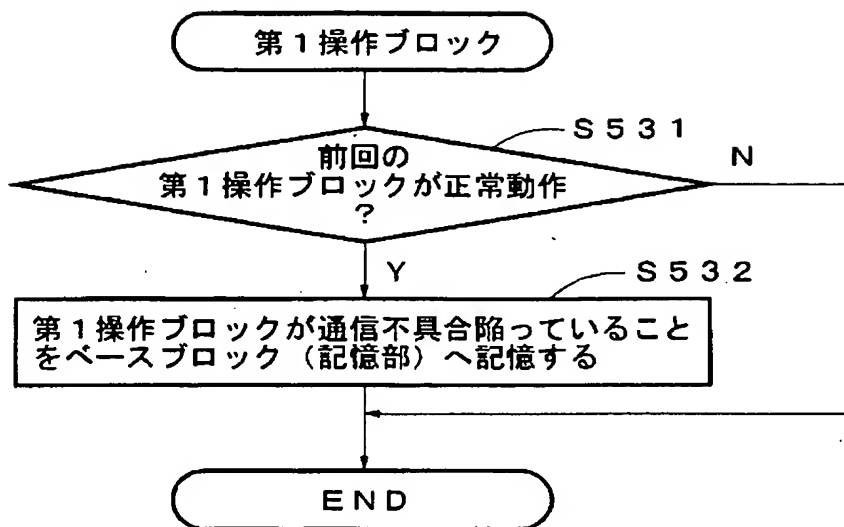 第１操作ブロック
Ｓ５３１
前回の
第１操作ブロックが正常動作
？
Ｎ
Ｙ
Ｓ５３２
第１操作ブロックが通信不具合陥っていること
をベースブロック（記憶部）へ記憶する
ＥＮＤ